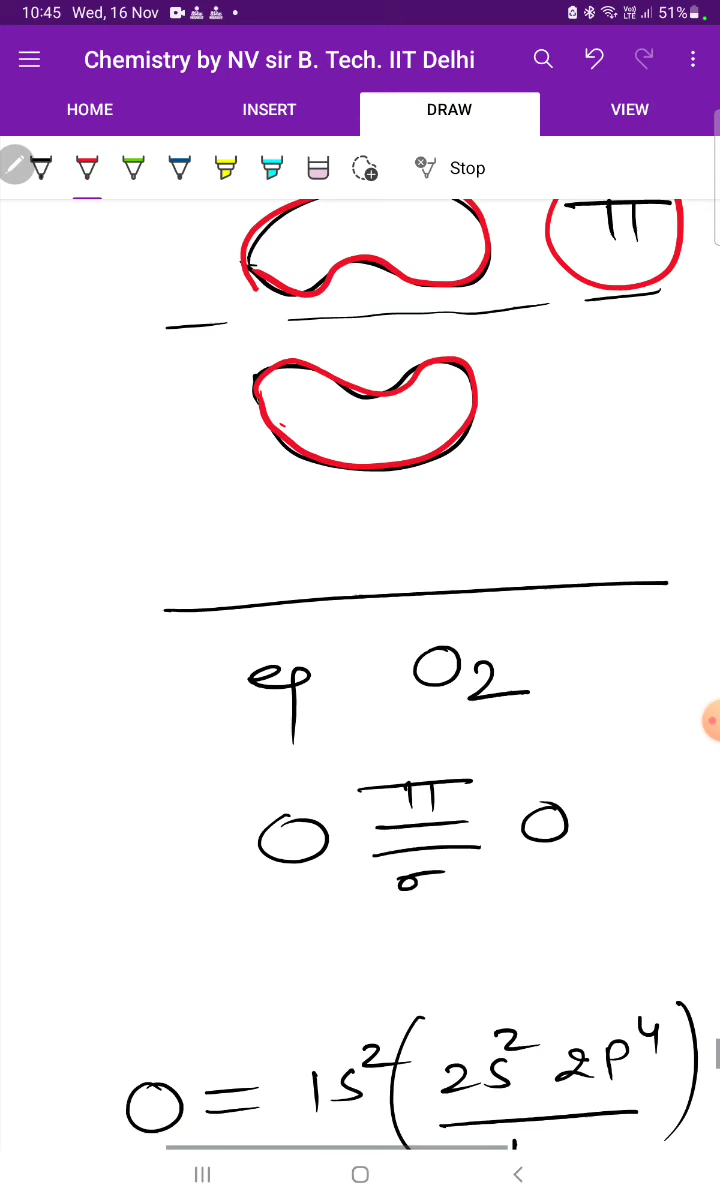 10:45 Wed, 16 Nov 51%
Chemistry by NV sir B. Tech. IIT Delhi
HOME INSERT DRAW VIEW
Stop
π
eg O2
π
O = O
σ
O = 1s² (2s² 2p⁴)